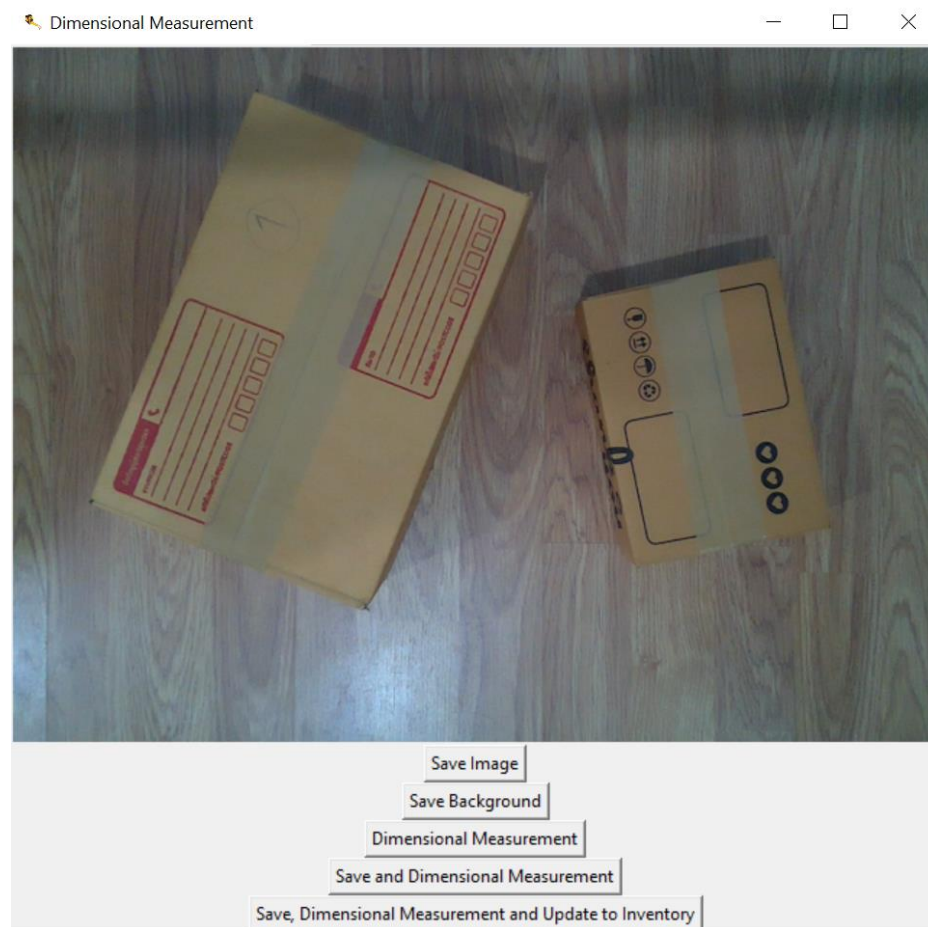 Dimensional Measurement
1
Save Image
Save Background
Dimensional Measurement
Save and Dimensional Measurement
Save, Dimensional Measurement and Update to Inventory